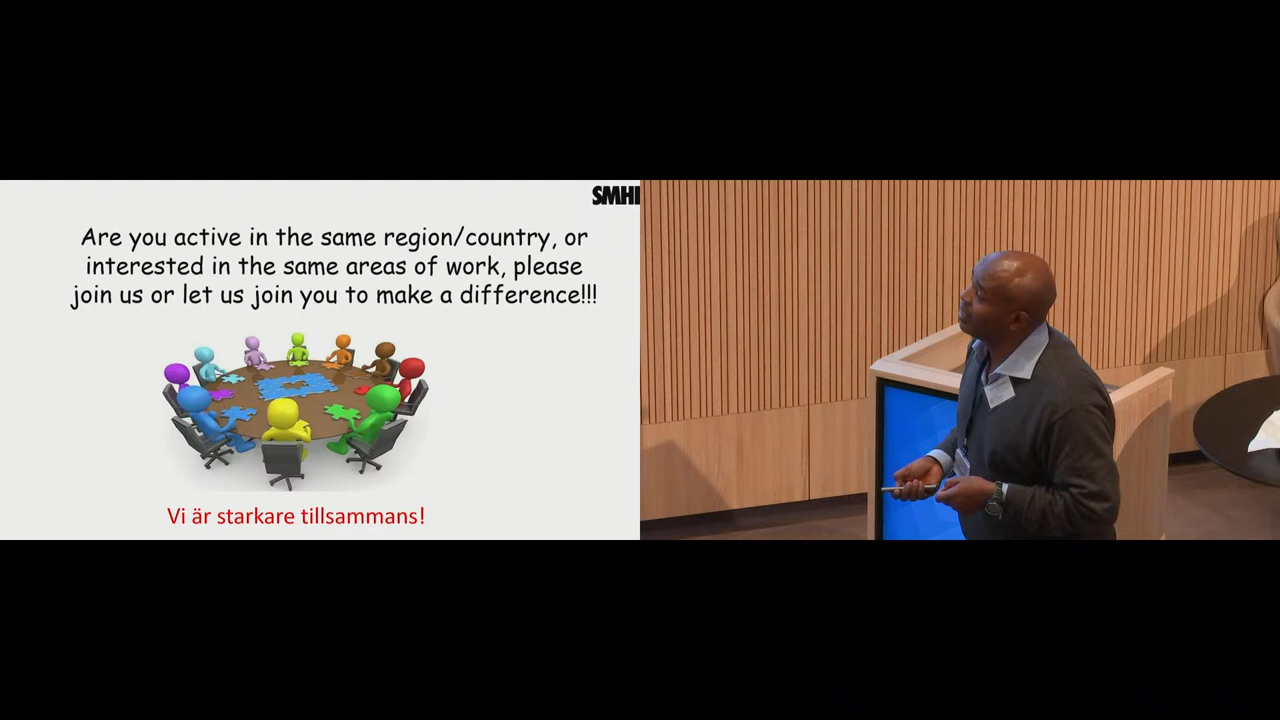 SMHI
Are you active in the same region/country, or
interested in the same areas of work, please
join us or let us join you to make a difference!!!
Vi är starkare tillsammans!